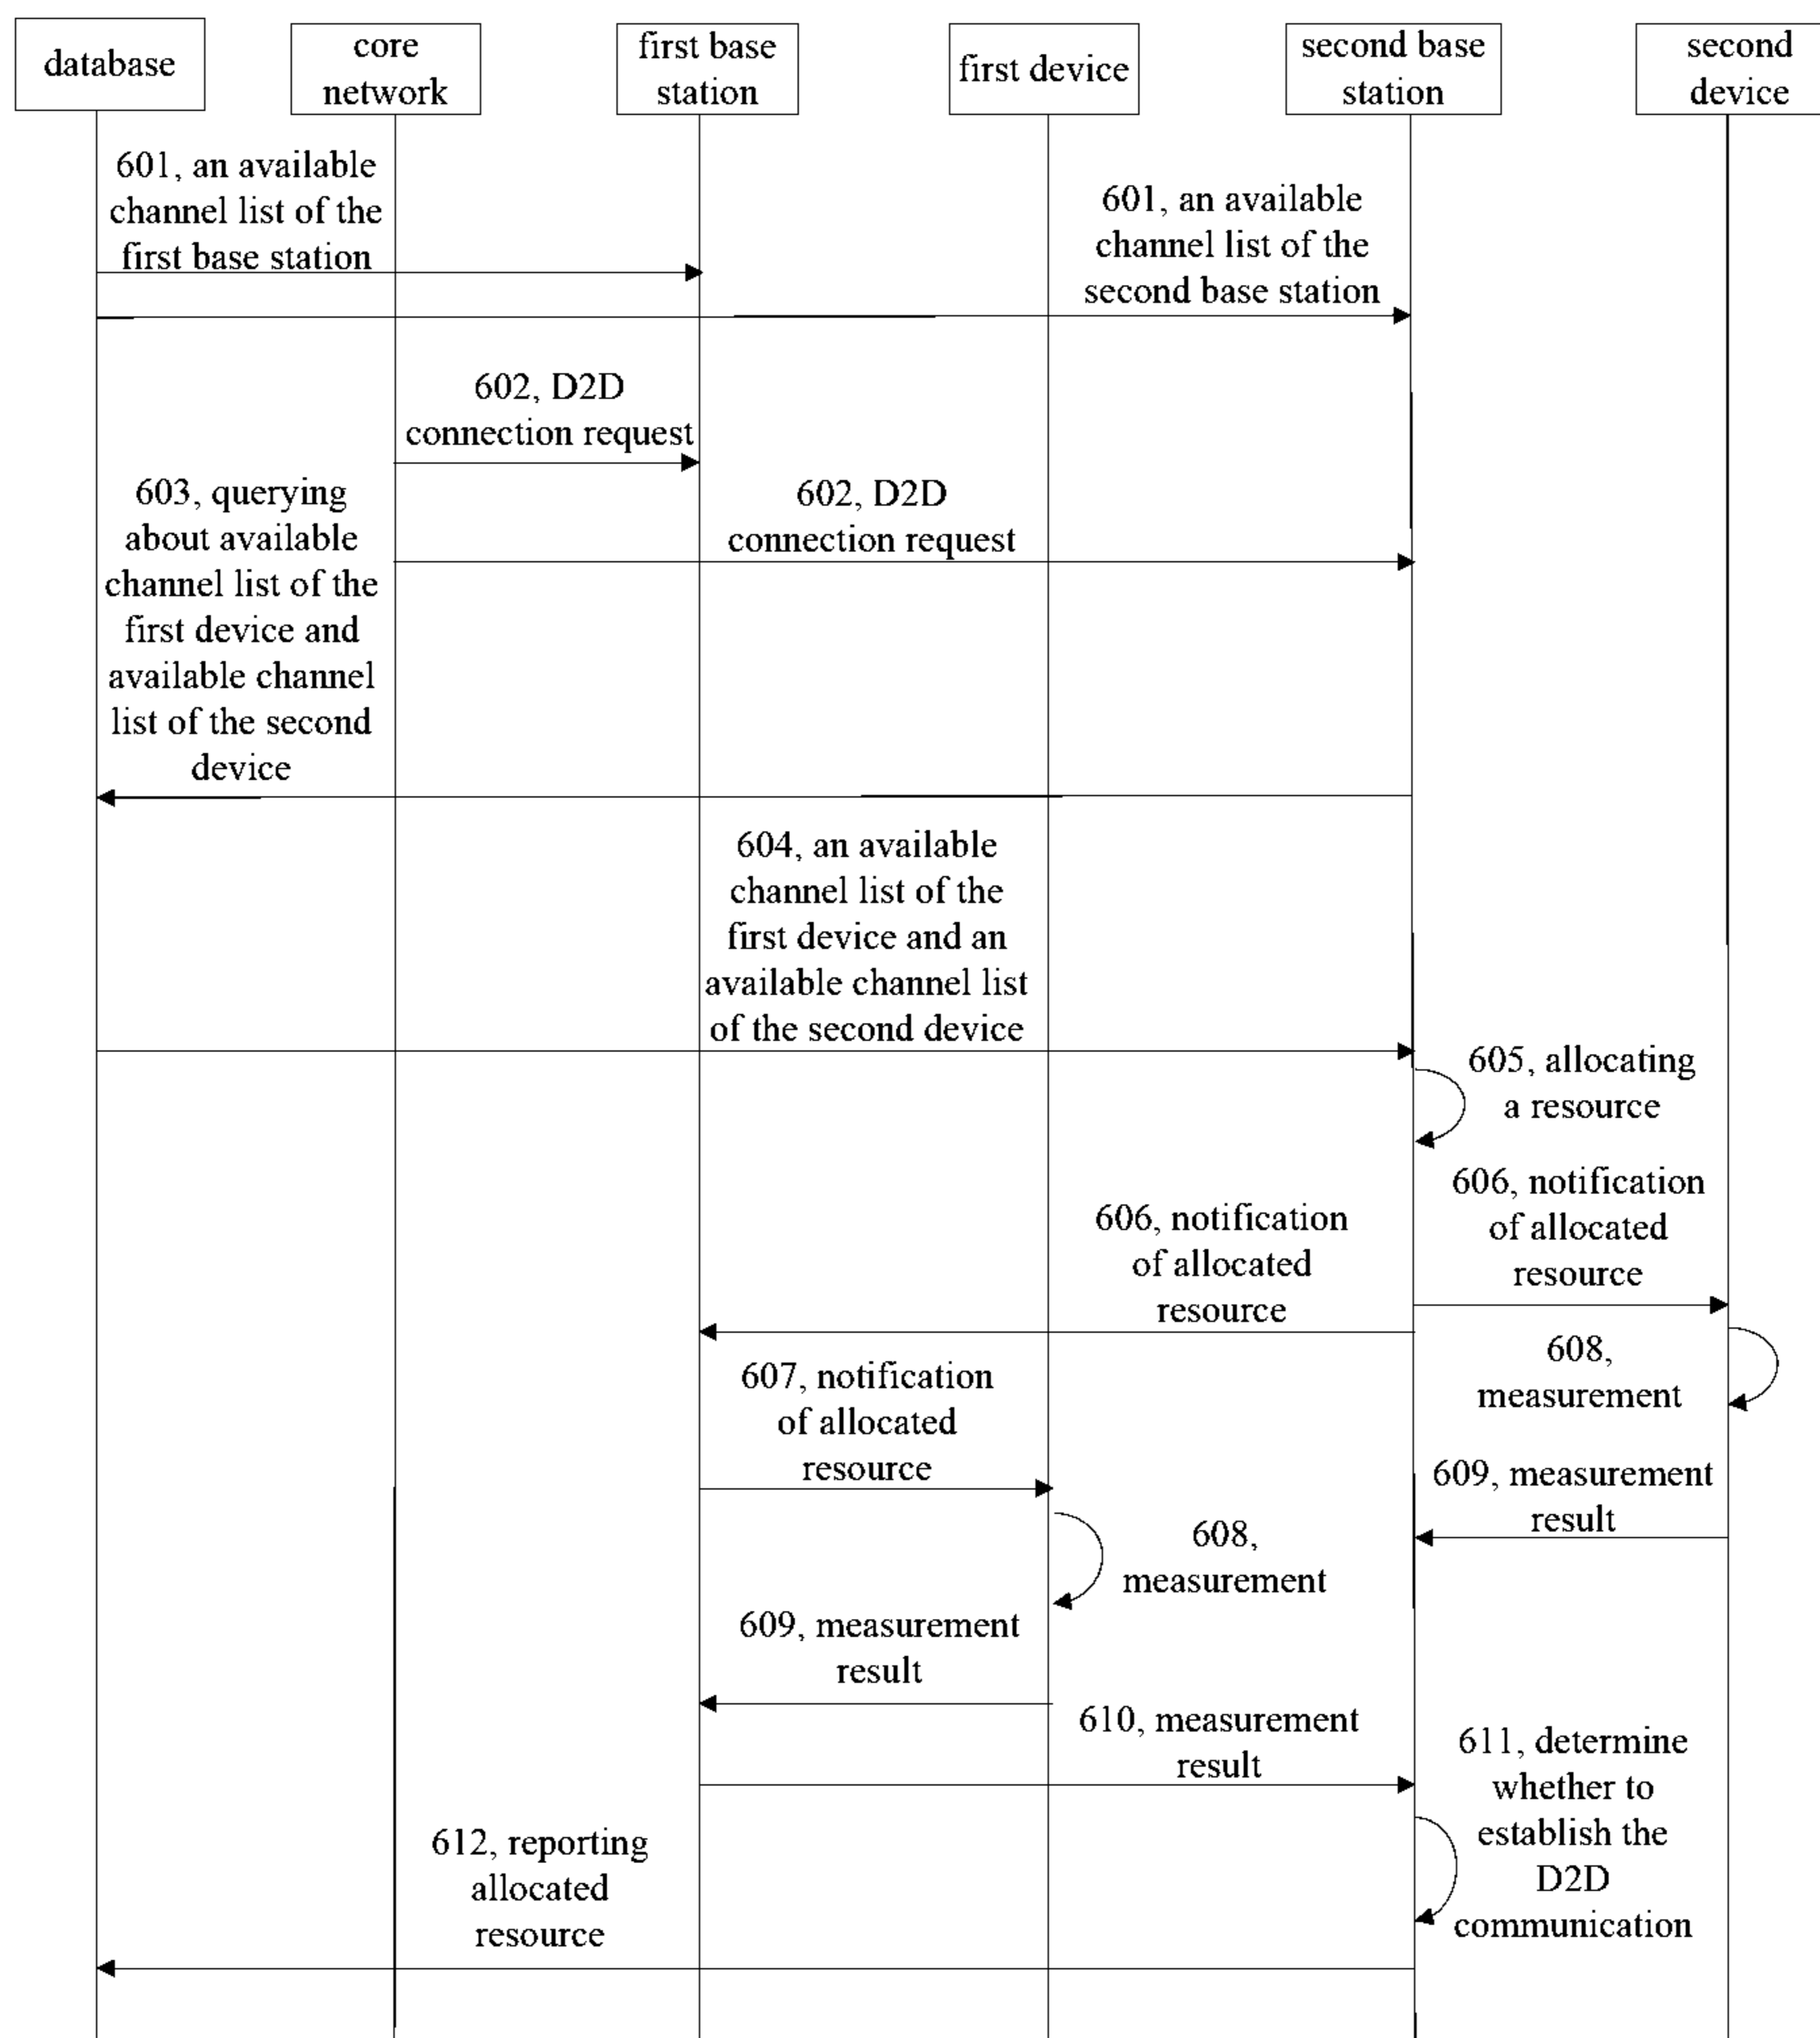 database
core
network
first base
station
first device
second base
station
second
device
601, an available
channel list of the
first base station
601, an available
channel list of the
second base station
602, D2D
connection request
603, querying
about available
channel list of the
first device and
available channel
list of the second
device
602, D2D
connection request
604, an available
channel list of the
first device and an
available channel list
of the second device
605, allocating
a resource
606, notification
of allocated
resource
606, notification
of allocated
resource
608,
measurement
607, notification
of allocated
resource
609, measurement
result
608,
measurement
609, measurement
result
610, measurement
result
611, determine
whether to
establish the
D2D
communication
612, reporting
allocated
resource